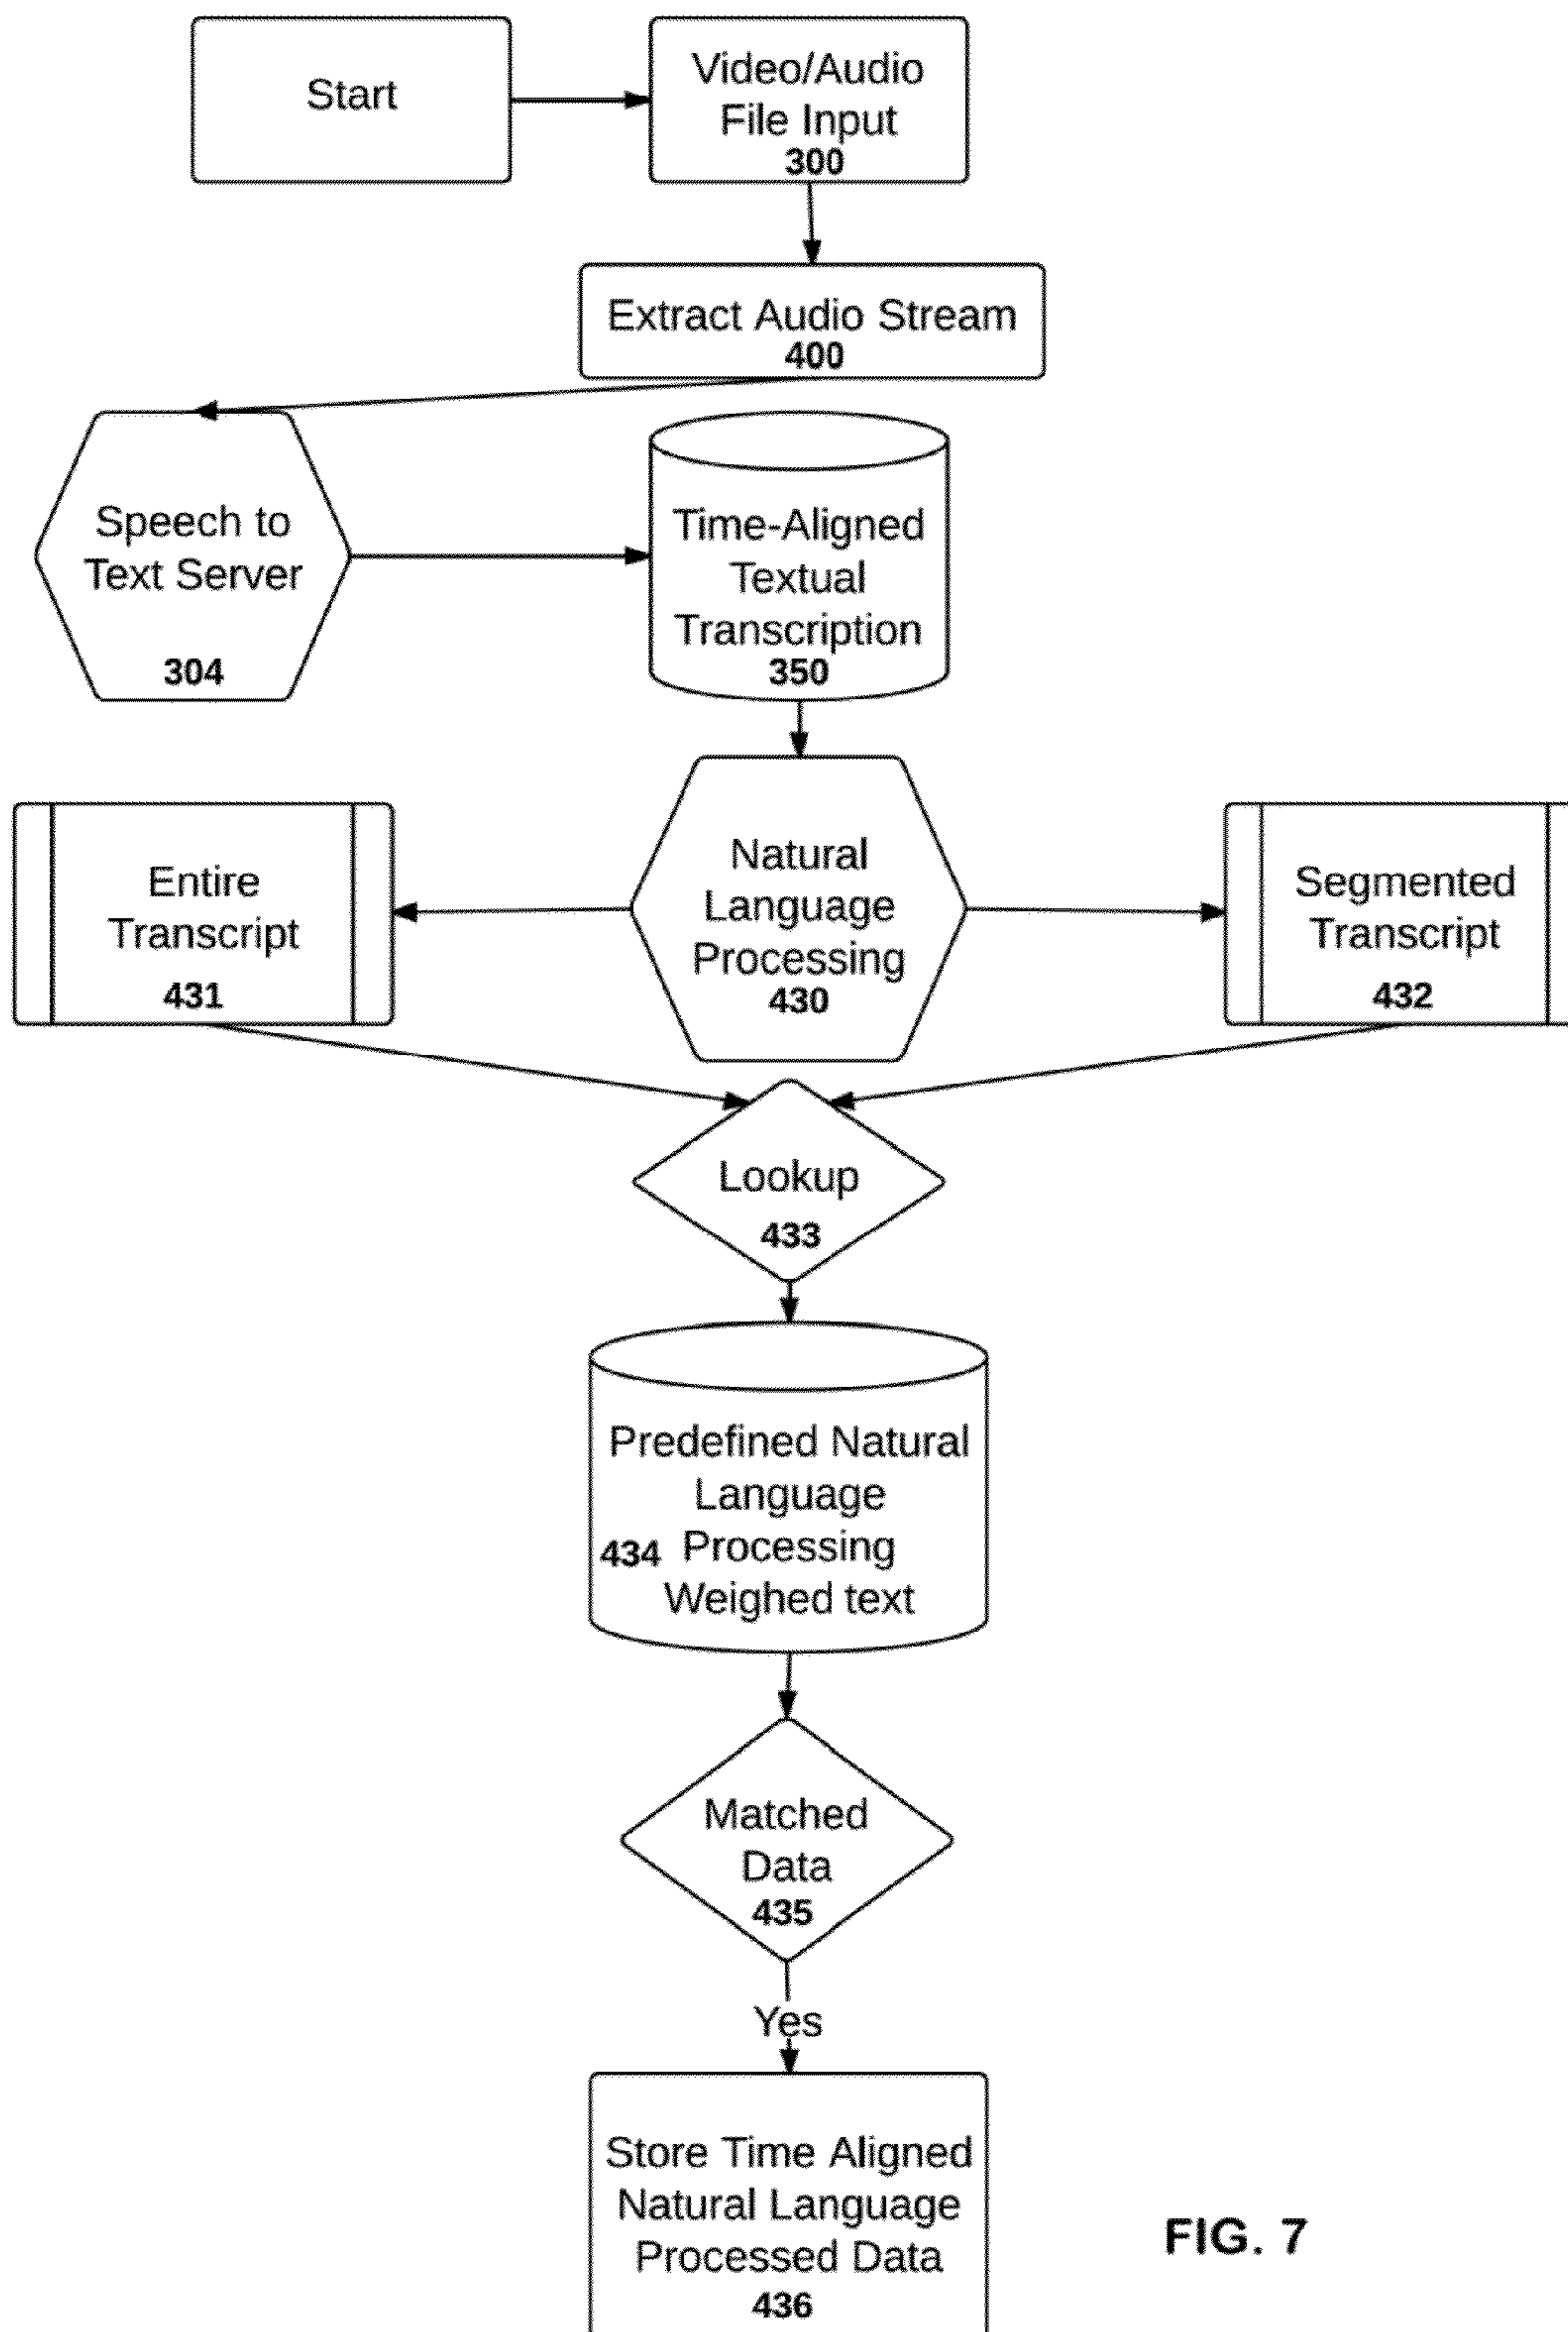 Start
Video/Audio
File Input
300
Extract Audio Stream
400
Speech to
Text Server
304
Time-Aligned
Textual
Transcription
350
Entire
Transcript
431
Natural
Language
Processing
430
Segmented
Transcript
432
Lookup
433
Predefined Natural
Language
434 Processing
Weighed text
Matched
Data
435
Yes
Store Time Aligned
Natural Language
Processed Data
436
FIG. 7